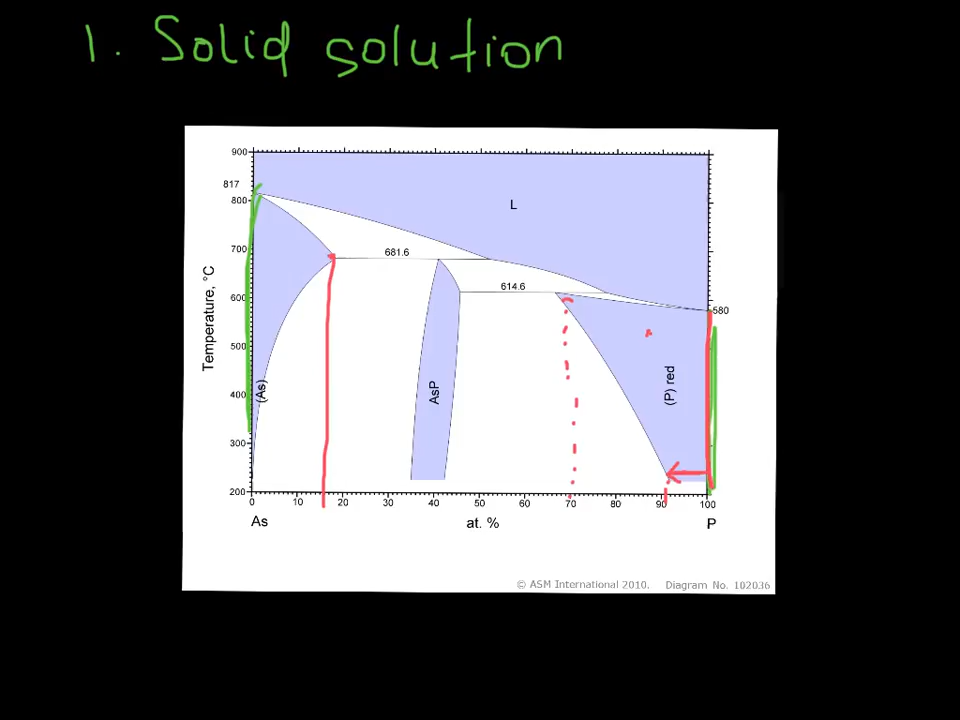 1. Solid solution
900
817
800
L
700
681.6
614.6
600
580
Temperature, °C
500
(As)
AsP
(P) red
400
300
200
0 10 20 30 40 50 60 70 80 90 100
As at. % P
© ASM International 2010. Diagram No. 102036